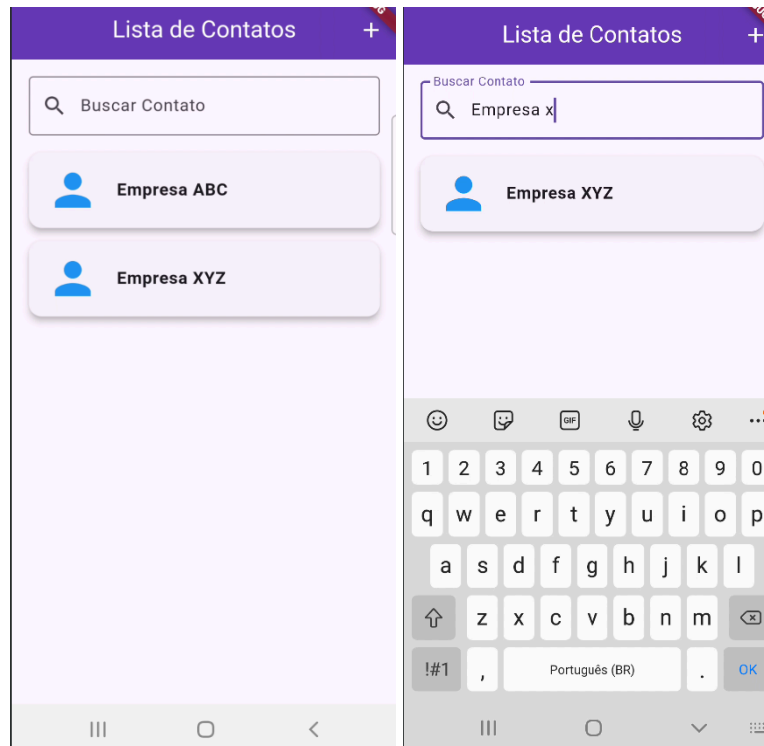 Lista de Contatos +
Buscar Contato
Empresa ABC
Empresa XYZ
Lista de Contatos +
Buscar Contato
Empresa x
Empresa XYZ
GIF
1 2 3 4 5 6 7 8 9 0
q w e r t y u i o p
a s d f g h j k l
z x c v b n m
!#1 , Português (BR) . OK